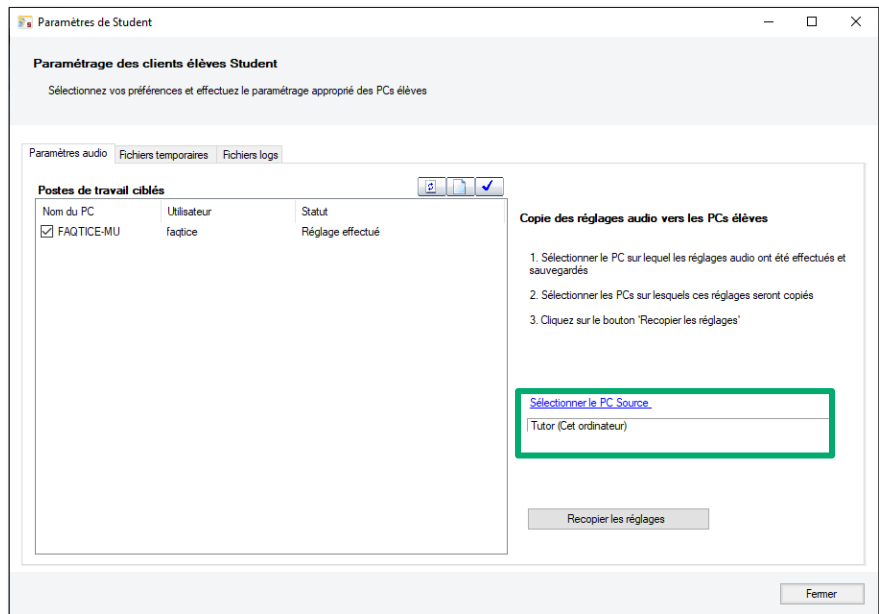 Paramètres de Student
Paramétrage des clients élèves Student
Sélectionnez vos préférences et effectuez le paramétrage approprié des PCs élèves
Paramètres audio Fichiers temporaires Fichiers logs
Postes de travail ciblés
Nom du PC Utilisateur Statut
FAQTICE-MU faqtice Réglage effectué
Copie des réglages audio vers les PCs élèves
1. Sélectionner le PC sur lequel les réglages audio ont été effectués et
sauvegardés
2. Sélectionner les PCs sur lesquels ces réglages seront copiés
3. Cliquez sur le bouton 'Recopier les réglages'
Sélectionner le PC Source
Tutor (Cet ordinateur)
Recopier les réglages
Fermer